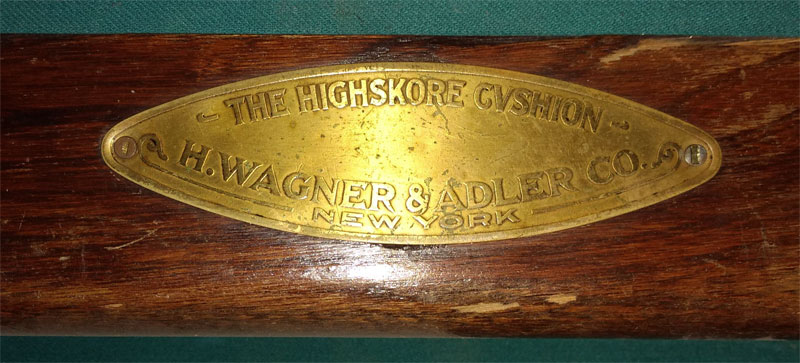 - THE HIGHSKORE CVSHION -
H. WAGNER & ADLER CO.
NEW YORK